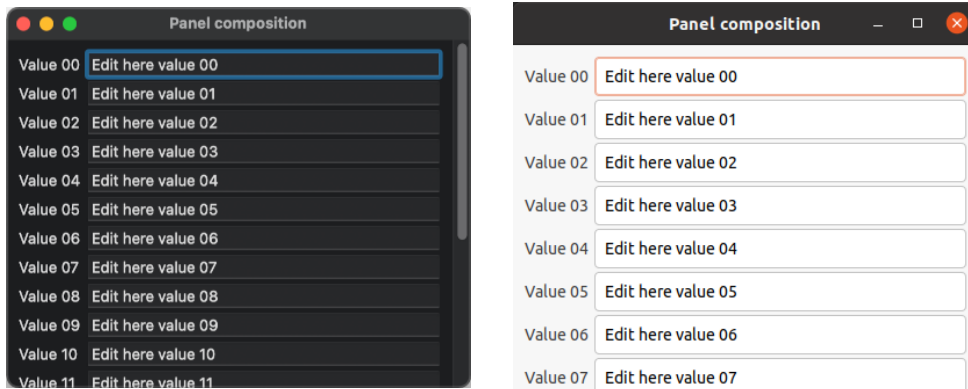 Panel composition
Value 00 Edit here value 00
Value 01 Edit here value 01
Value 02 Edit here value 02
Value 03 Edit here value 03
Value 04 Edit here value 04
Value 05 Edit here value 05
Value 06 Edit here value 06
Value 07 Edit here value 07
Value 08 Edit here value 08
Value 09 Edit here value 09
Value 10 Edit here value 10
Value 11 Edit here value 11
Panel composition
Value 00 Edit here value 00
Value 01 Edit here value 01
Value 02 Edit here value 02
Value 03 Edit here value 03
Value 04 Edit here value 04
Value 05 Edit here value 05
Value 06 Edit here value 06
Value 07 Edit here value 07